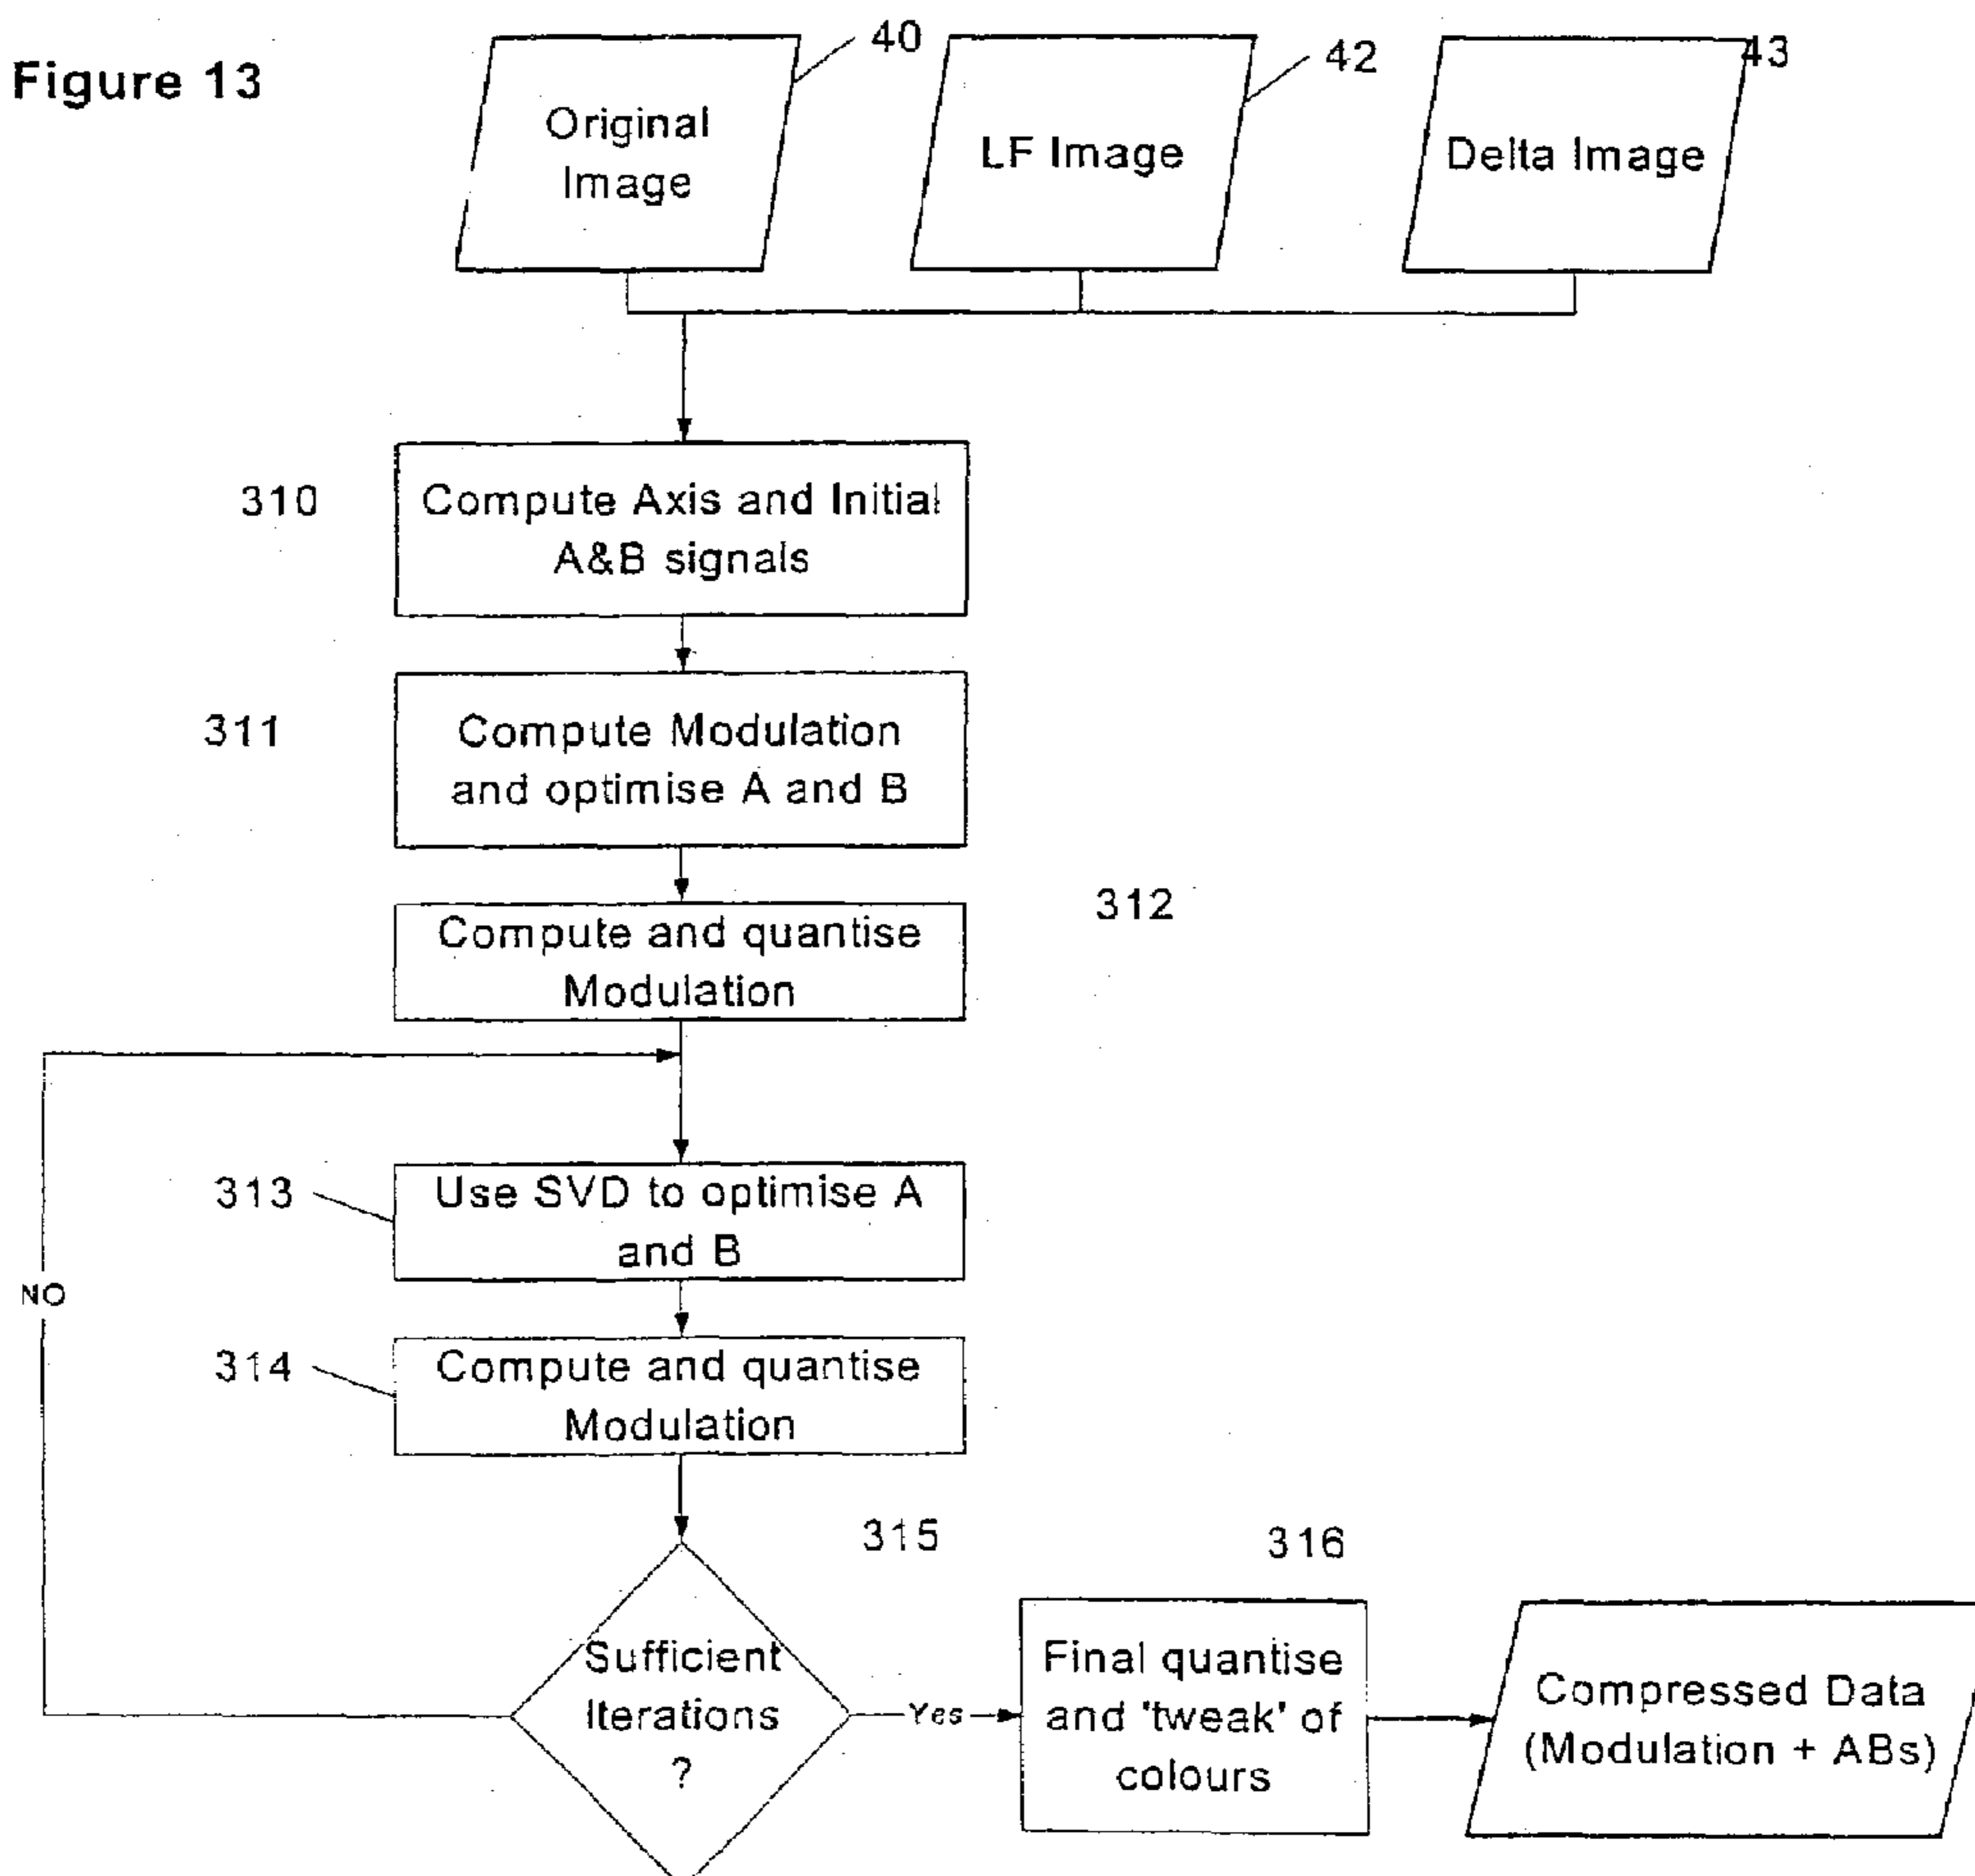 Figure 13
40
42
43
Original
Image
LF Image
Delta Image
310
Compute Axis and Initial
A&B signals
311
Compute Modulation
and optimise A and B
312
Compute and quantise
Modulation
313
Use SVD to optimise A
and B
NO
314
Compute and quantise
Modulation
315
316
Sufficient
Iterations
?
Yes
Final quantise
and 'tweak' of
colours
Compressed Data
(Modulation + ABs)